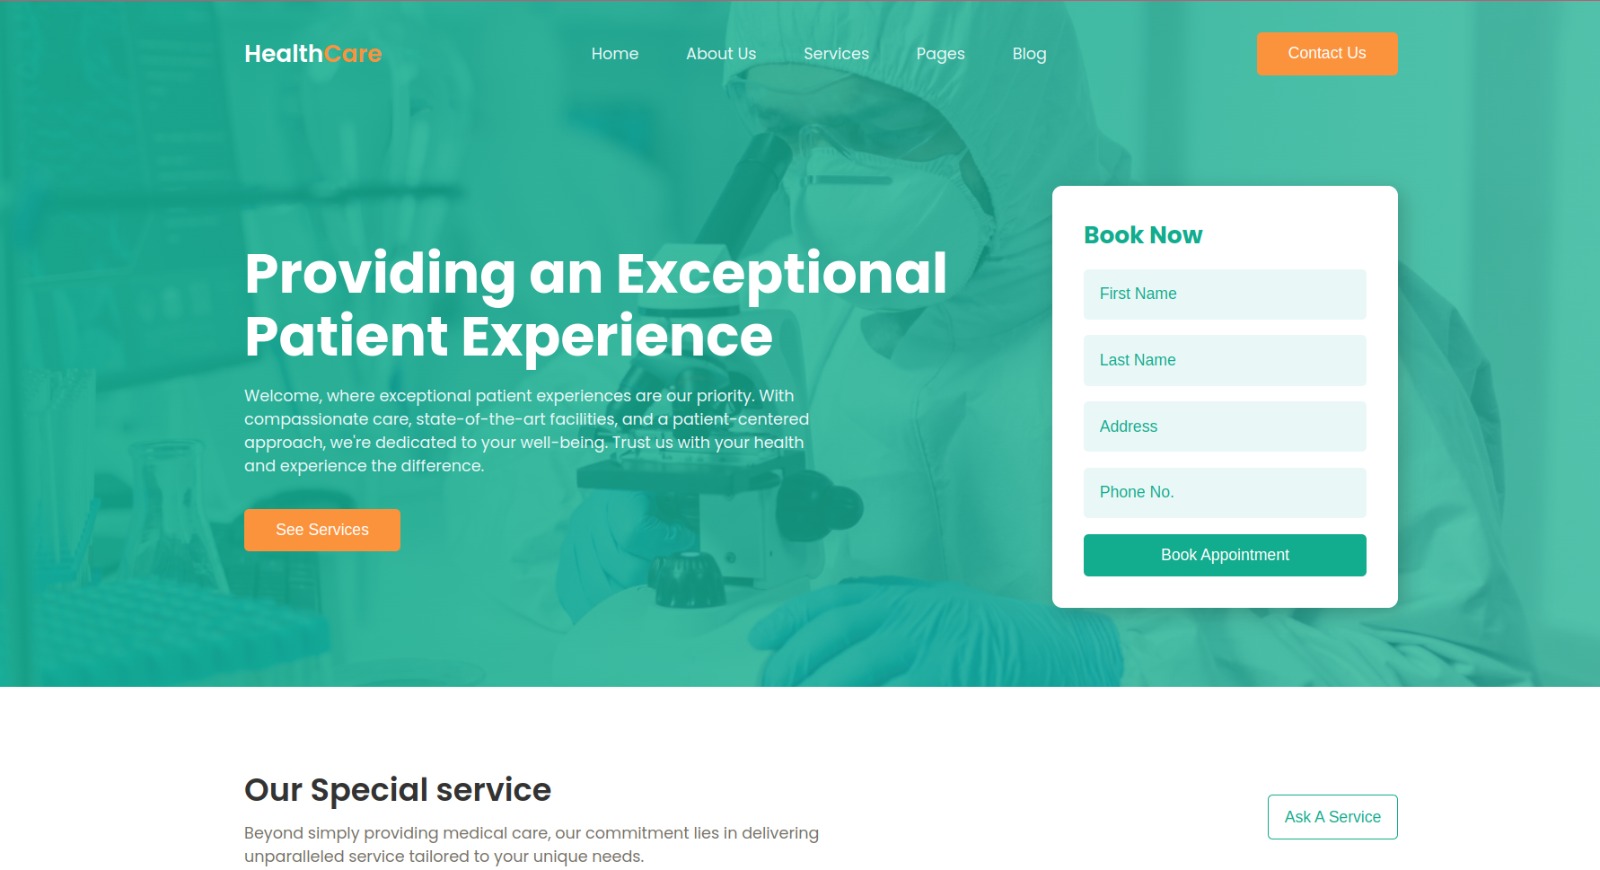 HealthCare
Home
About Us
Services
Pages
Blog
Contact Us
Providing an Exceptional
Patient Experience
Welcome, where exceptional patient experiences are our priority. With
compassionate care, state-of-the-art facilities, and a patient-centered
approach, we're dedicated to your well-being. Trust us with your health
and experience the difference.
See Services
Book Now
First Name
Last Name
Address
Phone No.
Book Appointment
Our Special service
Beyond simply providing medical care, our commitment lies in delivering
unparalleled service tailored to your unique needs.
Ask A Service